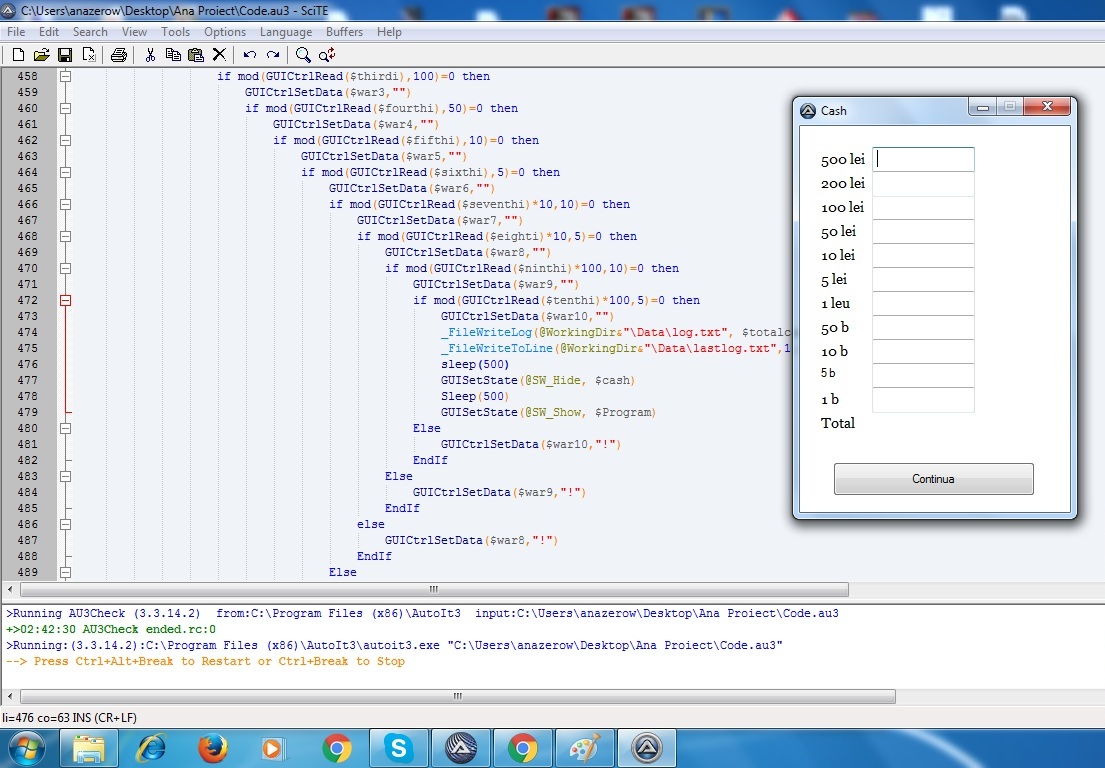 C:\Users\anazerow\Desktop\Ana Proiect\Code.au3 - SciTE
File Edit Search View Tools Options Language Buffers Help
458 if mod(GUICtrlRead($thirdi),100)=0 then
459 GUICtrlSetData($war3,"")
460 if mod(GUICtrlRead($fourthi),50)=0 then
461 GUICtrlSetData($war4,"")
462 if mod(GUICtrlRead($fifthi),10)=0 then
463 GUICtrlSetData($war5,"")
464 if mod(GUICtrlRead($sixthi),5)=0 then
465 GUICtrlSetData($war6,"")
466 if mod(GUICtrlRead($seventhi)*10,10)=0 then
467 GUICtrlSetData($war7,"")
468 if mod(GUICtrlRead($eighti)*10,5)=0 then
469 GUICtrlSetData($war8,"")
470 if mod(GUICtrlRead($ninthi)*100,10)=0 then
471 GUICtrlSetData($war9,"")
472 if mod(GUICtrlRead($tenthi)*100,5)=0 then
473 GUICtrlSetData($war10,"")
474 _FileWriteLog(@WorkingDir&"\Data\log.txt", $totalc
475 _FileWriteToLine(@WorkingDir&"\Data\lastlog.txt",1
476 sleep(500)
477 GUISetState(@SW_Hide, $cash)
478 Sleep(500)
479 GUISetState(@SW_Show, $Program)
480 Else
481 GUICtrlSetData($war10,"!")
482 EndIf
483 Else
484 GUICtrlSetData($war9,"!")
485 EndIf
486 else
487 GUICtrlSetData($war8,"!")
488 EndIf
489 Else
Cash
500 lei
200 lei
100 lei
50 lei
10 lei
5 lei
1 leu
50 b
10 b
5 b
1 b
Total
Continua
>Running AU3Check (3.3.14.2) from:C:\Program Files (x86)\AutoIt3 input:C:\Users\anazerow\Desktop\Ana Proiect\Code.au3
+>02:42:30 AU3Check ended.rc:0
>Running:(3.3.14.2):C:\Program Files (x86)\AutoIt3\autoit3.exe "C:\Users\anazerow\Desktop\Ana Proiect\Code.au3"
--> Press Ctrl+Alt+Break to Restart or Ctrl+Break to Stop
li=476 co=63 INS (CR+LF)